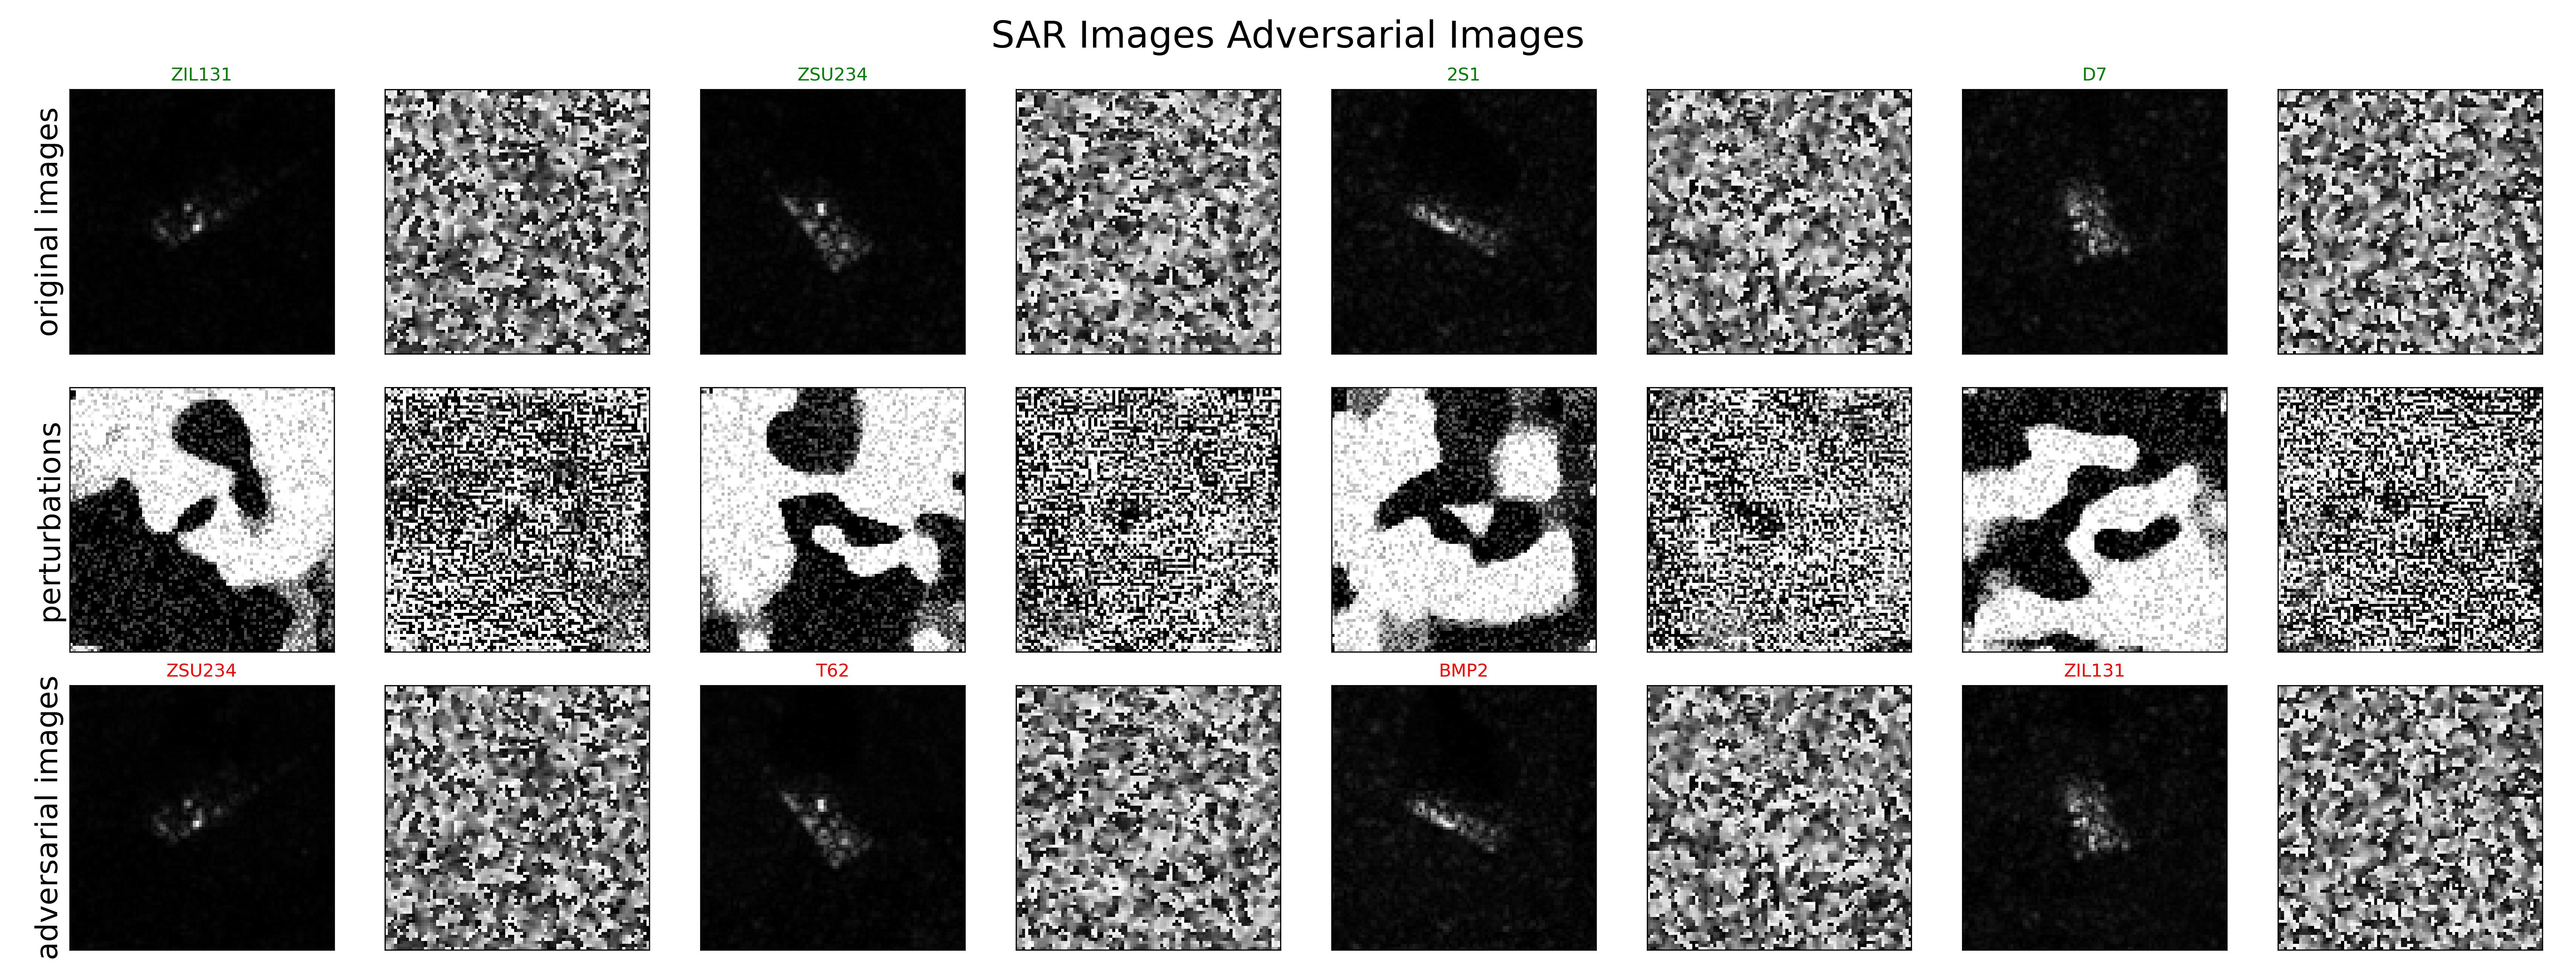 SAR Images Adversarial Images
ZIL131
ZSU234
2S1
D7
original images
perturbations
ZSU234
T62
BMP2
ZIL131
adversarial images